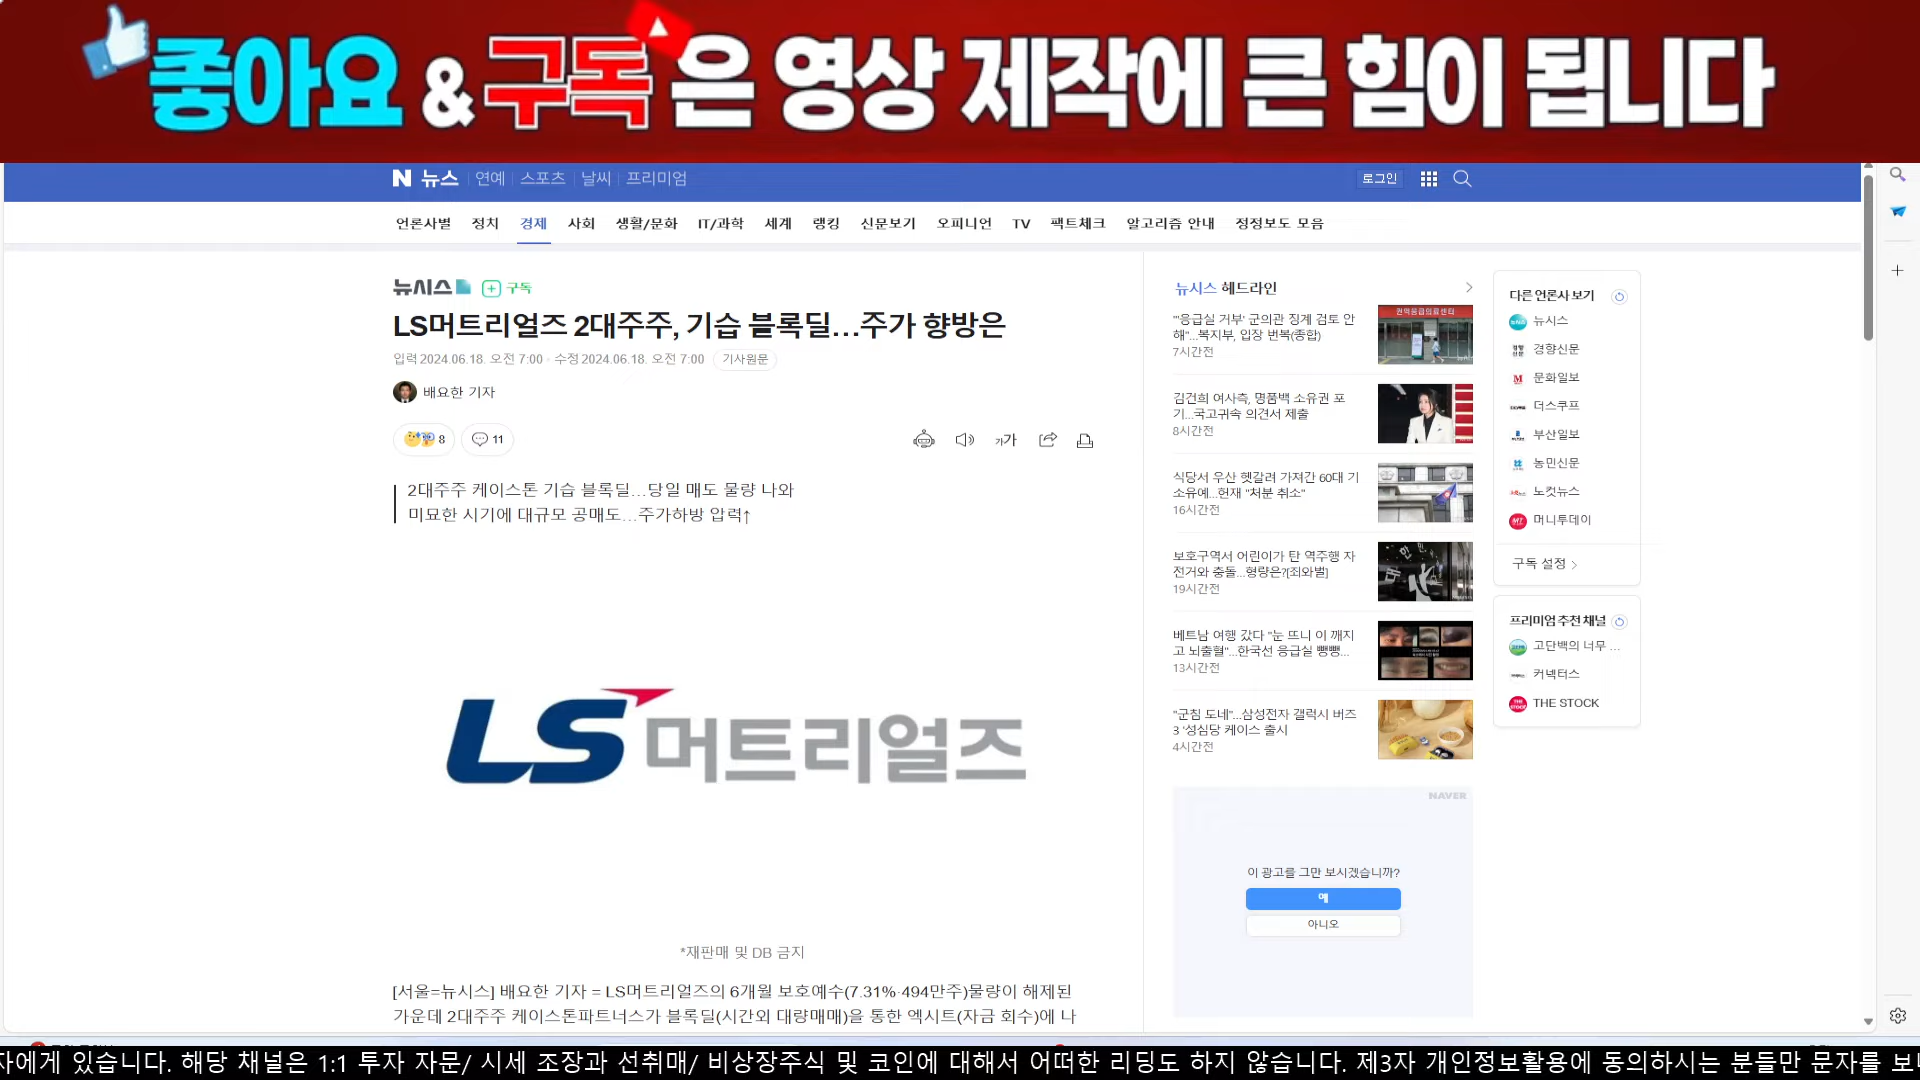 좋아요 & 구독은 영상 제작에 큰 힘이 됩니다
N 뉴스 연예 스포츠 날씨 프리미엄
로그인
언론사별 정치 경제 사회 생활/문화 IT/과학 세계 랭킹 신문보기 오피니언 TV 팩트체크 알고리즘 안내 정정보도 모음
뉴시스 구독
LS머트리얼즈 2대주주, 기습 블록딜…주가 향방은
입력 2024.06.18. 오전 7:00 · 수정 2024.06.18. 오전 7:00 기사원문
배요한 기자
8 11
가가
2대주주 케이스톤 기습 블록딜…당일 매도 물량 나와
미묘한 시기에 대규모 공매도…주가하방 압력↑
LS머트리얼즈
*재판매 및 DB 금지
[서울=뉴시스] 배요한 기자 = LS머트리얼즈의 6개월 보호예수(7.31%·494만주)물량이 해제된
가운데 2대주주 케이스톤파트너스가 블록딜(시간외 대량매매)을 통한 엑시트(자금 회수)에 나
뉴시스 헤드라인
"'응급실 거부' 군의관 징계 검토 안
해"…복지부, 입장 번복(종합)
7시간전
김건희 여사측, 명품백 소유권 포
기…국고귀속 의견서 제출
8시간전
식당서 우산 헷갈려 가져간 60대 기
소유예…헌재 "처분 취소"
16시간전
보호구역서 어린이가 탄 역주행 자
전거와 충돌…형량은?[죄와벌]
19시간전
베트남 여행 갔다 "눈 뜨니 이 깨지
고 뇌출혈"…한국선 응급실 뺑뺑…
13시간전
"군침 도네"…삼성전자 갤럭시 버즈
3 '성심당 케이스 출시
4시간전
NAVER
이 광고를 그만 보시겠습니까?
예
아니오
다른 언론사 보기
뉴시스
경향신문
문화일보
더스쿠프
부산일보
농민신문
노컷뉴스
머니투데이
구독 설정
프리미엄 추천 채널
고단백의 너무 …
커넥터스
THE STOCK
자에게 있습니다. 해당 채널은 1:1 투자 자문/ 시세 조장과 선취매/ 비상장주식 및 코인에 대해서 어떠한 리딩도 하지 않습니다. 제3자 개인정보활용에 동의하시는 분들만 문자를 보내